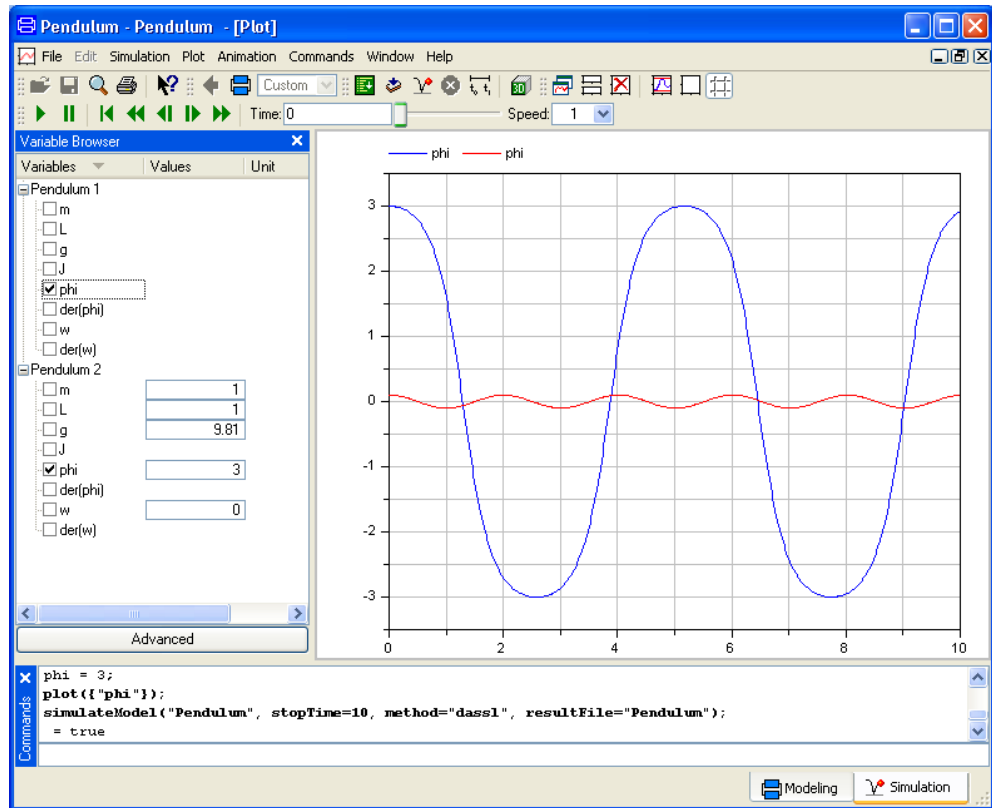 Pendulum - Pendulum - [Plot]
File Edit Simulation Plot Animation Commands Window Help
Custom
3D
Time: 0 Speed: 1
Variable Browser
Variables Values Unit
Pendulum 1
m
L
g
J
phi
der(phi)
w
der(w)
Pendulum 2
m 1
L 1
g 9.81
J
phi 3
der(phi)
w 0
der(w)
Advanced
phi phi
3
2
1
0
-1
-2
-3
0 2 4 6 8 10
Commands
phi = 3;
plot({"phi"});
simulateModel("Pendulum", stopTime=10, method="dassl", resultFile="Pendulum");
= true
Modeling Simulation